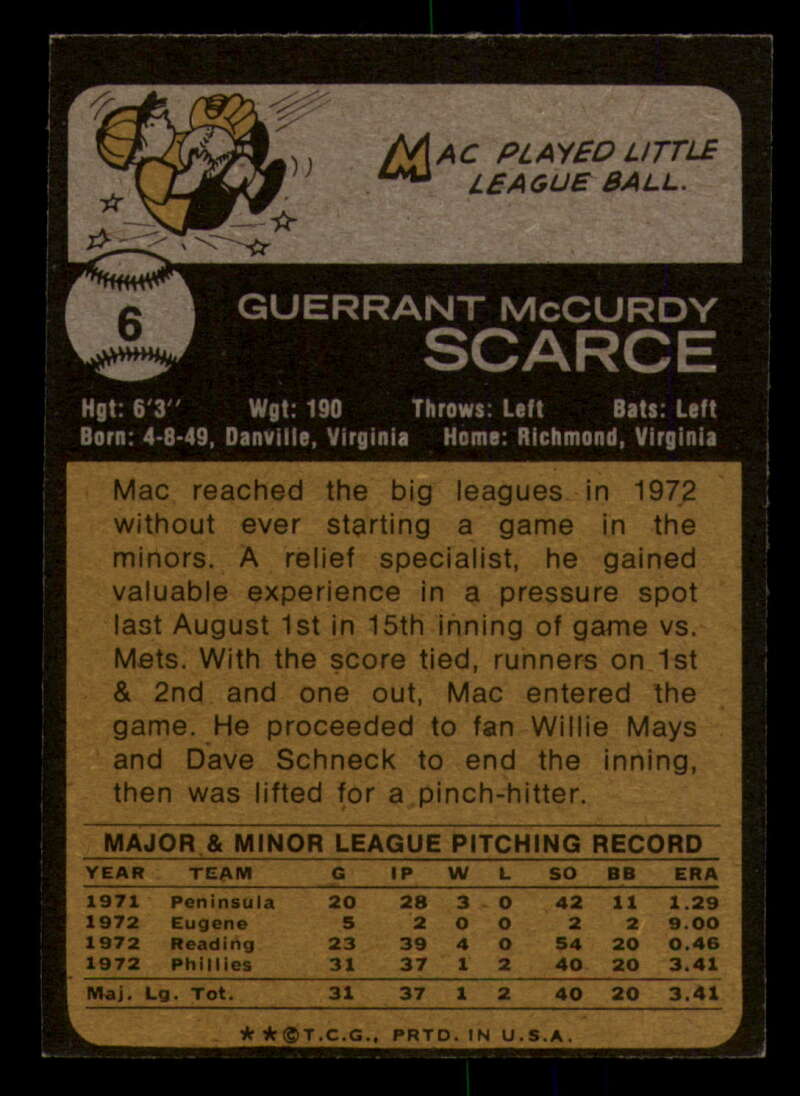 MAC PLAYED LITTLE
LEAGUE BALL.
6
GUERRANT McCURDY
SCARCE
Hgt: 6'3" Wgt: 190 Throws: Left Bats: Left
Born: 4-8-49, Danville, Virginia Home: Richmond, Virginia
Mac reached the big leagues in 1972
without ever starting a game in the
minors. A relief specialist, he gained
valuable experience in a pressure spot
last August 1st in 15th inning of game vs.
Mets. With the score tied, runners on 1st
& 2nd and one out, Mac entered the
game. He proceeded to fan Willie Mays
and Dave Schneck to end the inning,
then was lifted for a pinch-hitter.
MAJOR & MINOR LEAGUE PITCHING RECORD
YEAR TEAM G IP W L SO BB ERA
1971 Peninsula 20 28 3 0 42 11 1.29
1972 Eugene 5 2 0 0 2 2 9.00
1972 Reading 23 39 4 0 54 20 0.46
1972 Phillies 31 37 1 2 40 20 3.41
Maj. Lg. Tot. 31 37 1 2 40 20 3.41
**©T.C.G., PRTD. IN U.S.A.